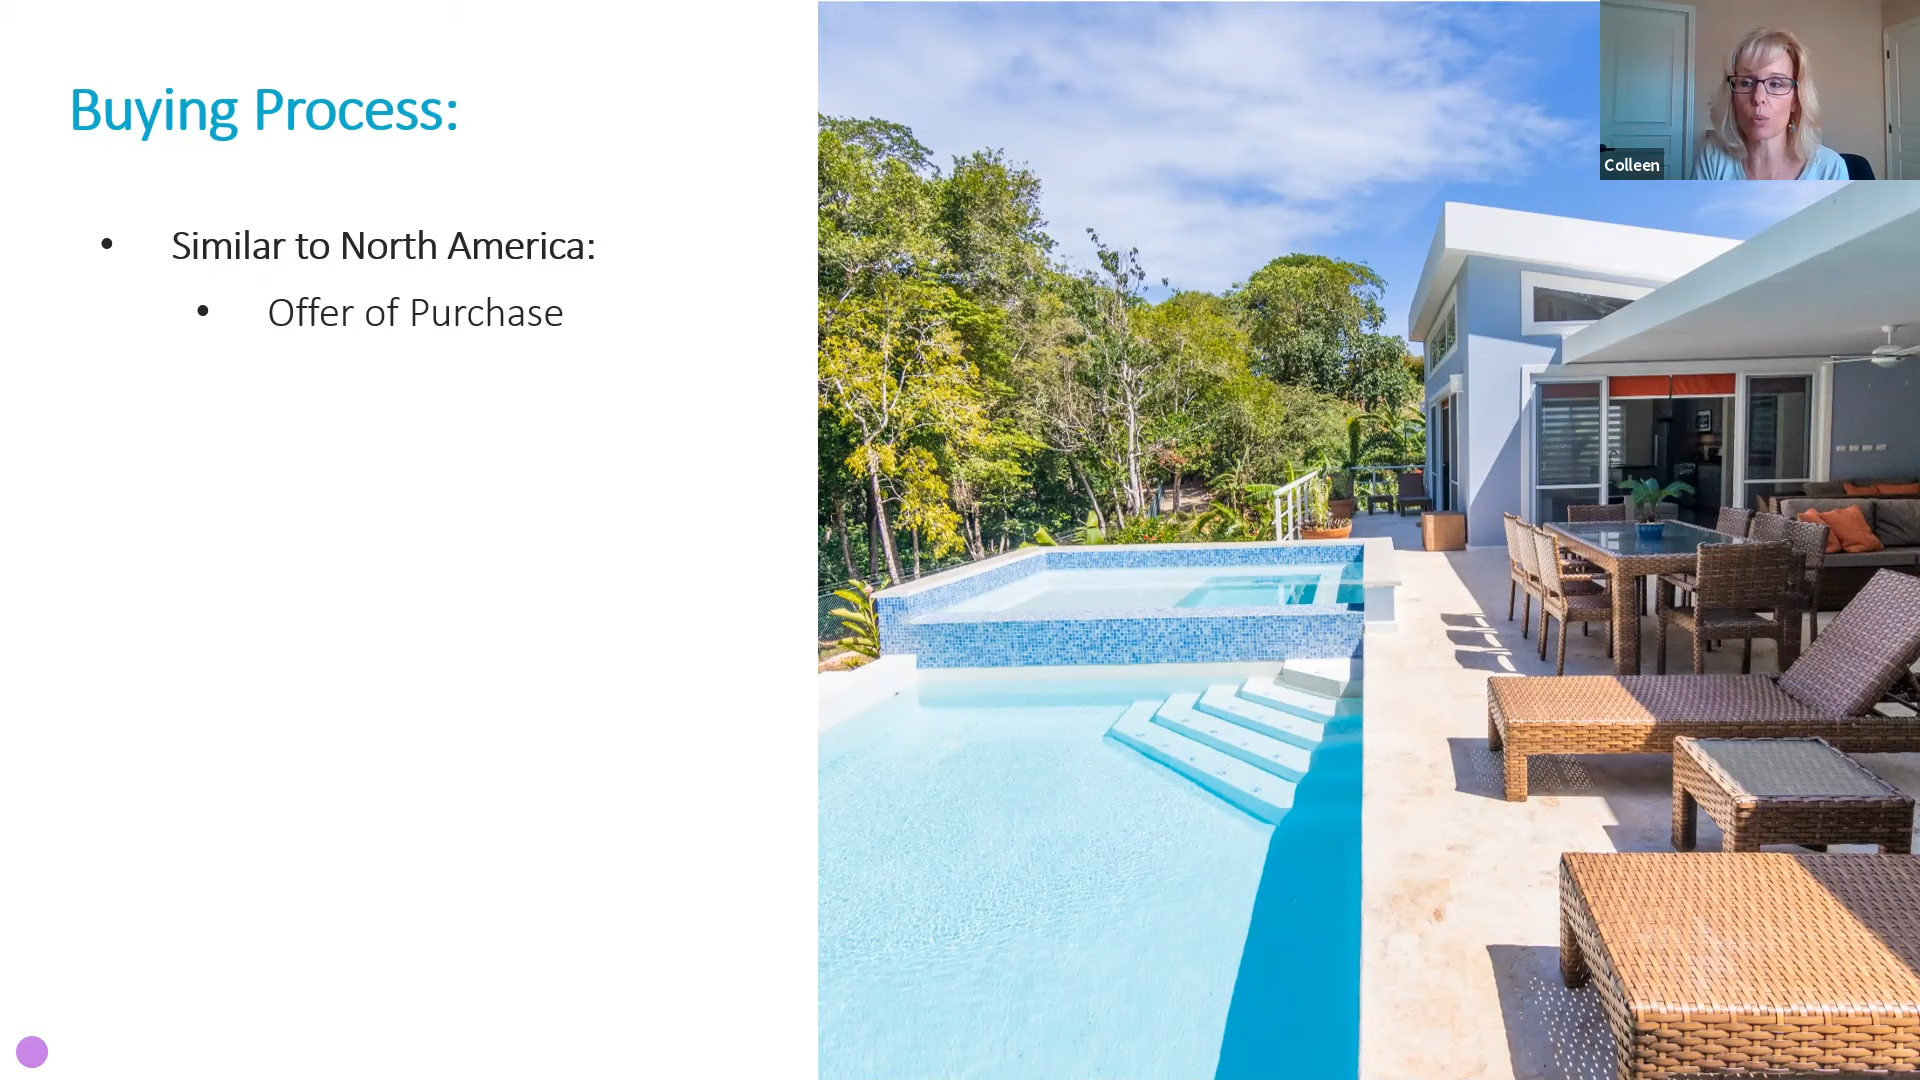 Buying Process:
• Similar to North America:
• Offer of Purchase
Colleen